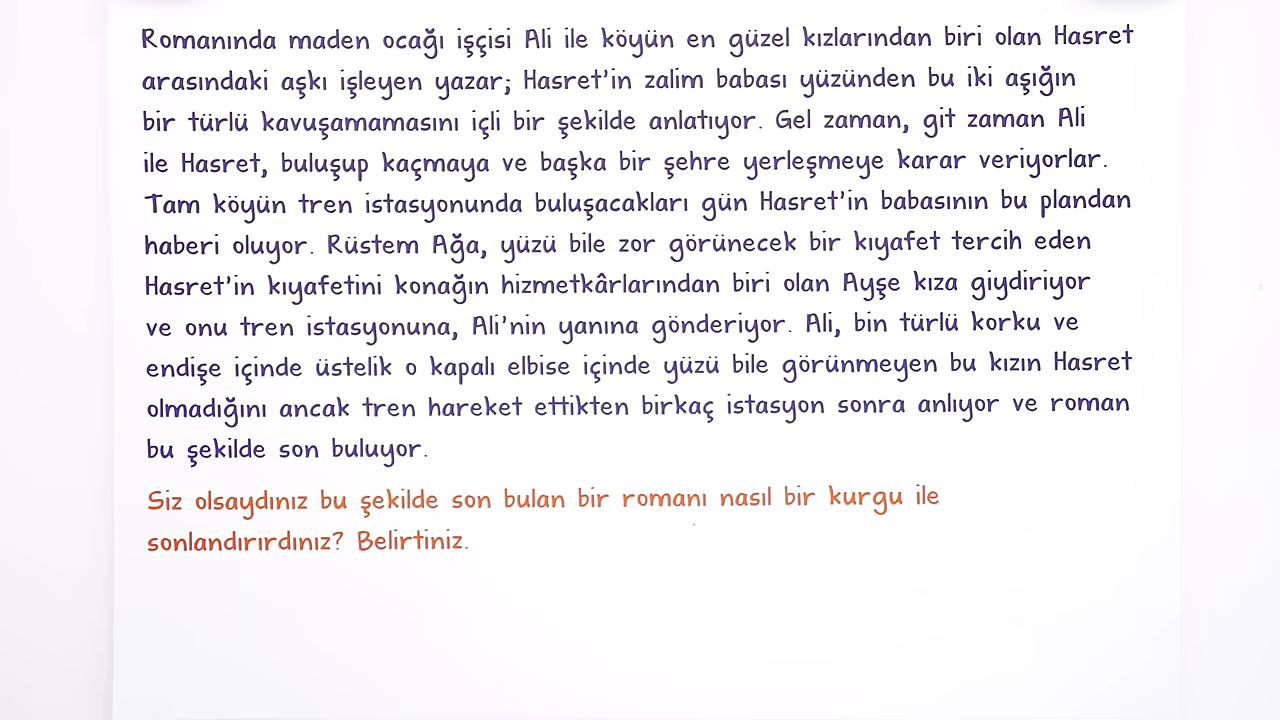 Romanında maden ocağı işçisi Ali ile köyün en güzel kızlarından biri olan Hasret
arasındaki aşkı işleyen yazar; Hasret'in zalim babası yüzünden bu iki aşığın
bir türlü kavuşamamasını içli bir şekilde anlatıyor. Gel zaman, git zaman Ali
ile Hasret, buluşup kaçmaya ve başka bir şehre yerleşmeye karar veriyorlar.
Tam köyün tren istasyonunda buluşacakları gün Hasret'in babasının bu plandan
haberi oluyor. Rüstem Ağa, yüzü bile zor görünecek bir kıyafet tercih eden
Hasret'in kıyafetini konağın hizmetkârlarından biri olan Ayşe kıza giydiriyor
ve onu tren istasyonuna, Ali'nin yanına gönderiyor. Ali, bin türlü korku ve
endişe içinde üstelik o kapalı elbise içinde yüzü bile görünmeyen bu kızın Hasret
olmadığını ancak tren hareket ettikten birkaç istasyon sonra anlıyor ve roman
bu şekilde son buluyor.
Siz olsaydınız bu şekilde son bulan bir romanı nasıl bir kurgu ile
sonlandırırdınız? Belirtiniz.